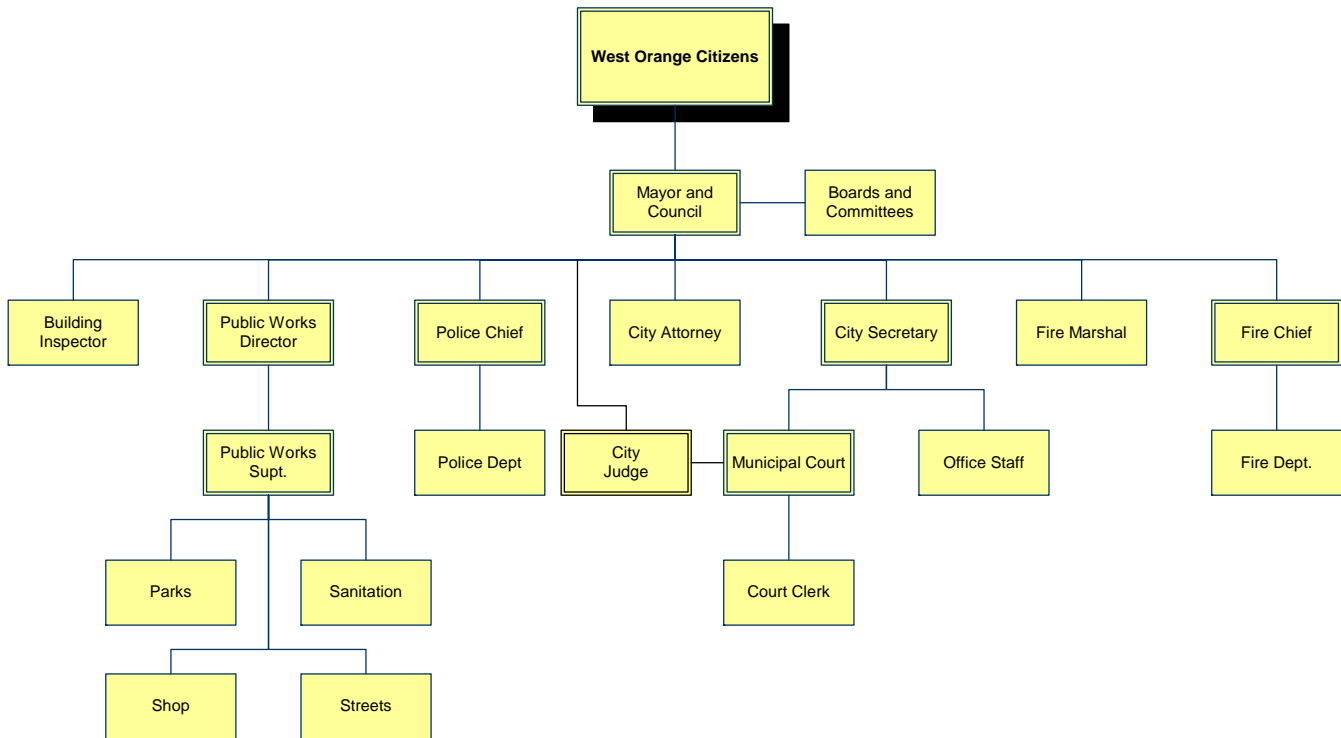 West Orange Citizens
Mayor and
Council
Boards and
Committees
Building
Inspector
Public Works
Director
Police Chief
City Attorney
City Secretary
Fire Marshal
Fire Chief
Public Works
Supt.
Police Dept
City
Judge
Municipal Court
Office Staff
Fire Dept.
Parks
Sanitation
Court Clerk
Shop
Streets